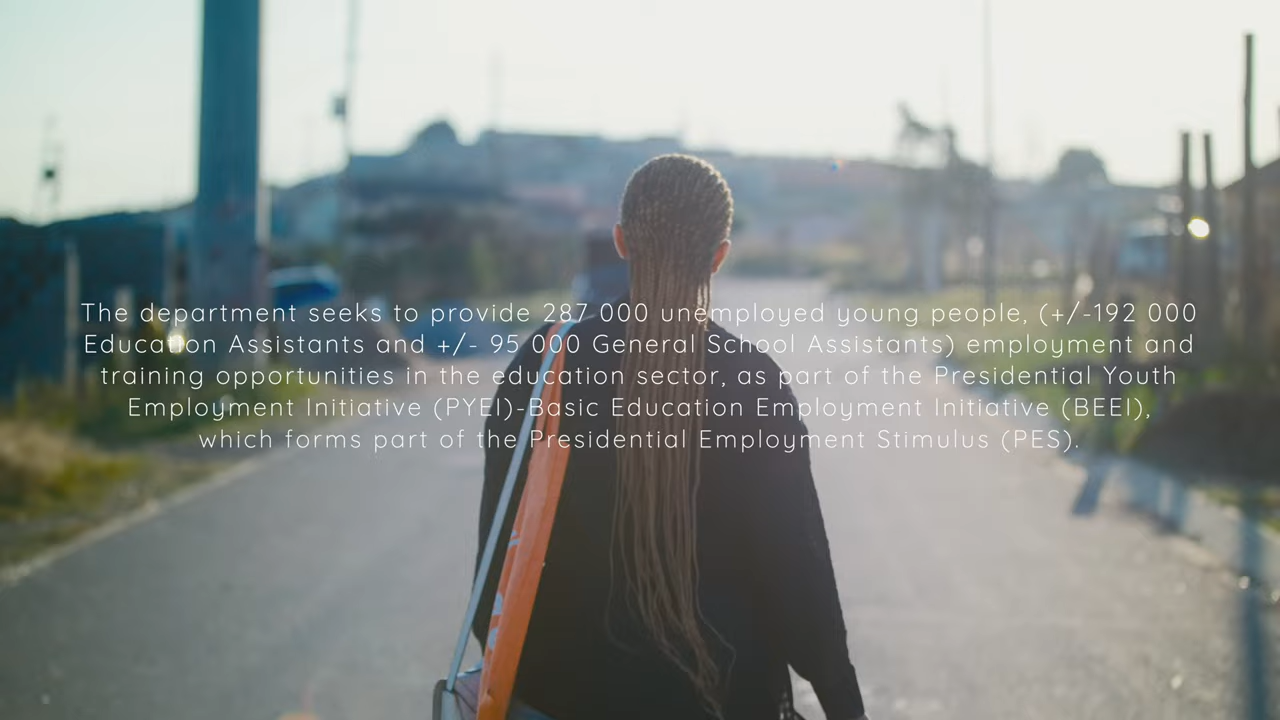 The department seeks to provide 287 000 unemployed young people, (+/-192 000
Education Assistants and +/- 95 000 General School Assistants) employment and
training opportunities in the education sector, as part of the Presidential Youth
Employment Initiative (PYEI)-Basic Education Employment Initiative (BEEI),
which forms part of the Presidential Employment Stimulus (PES).